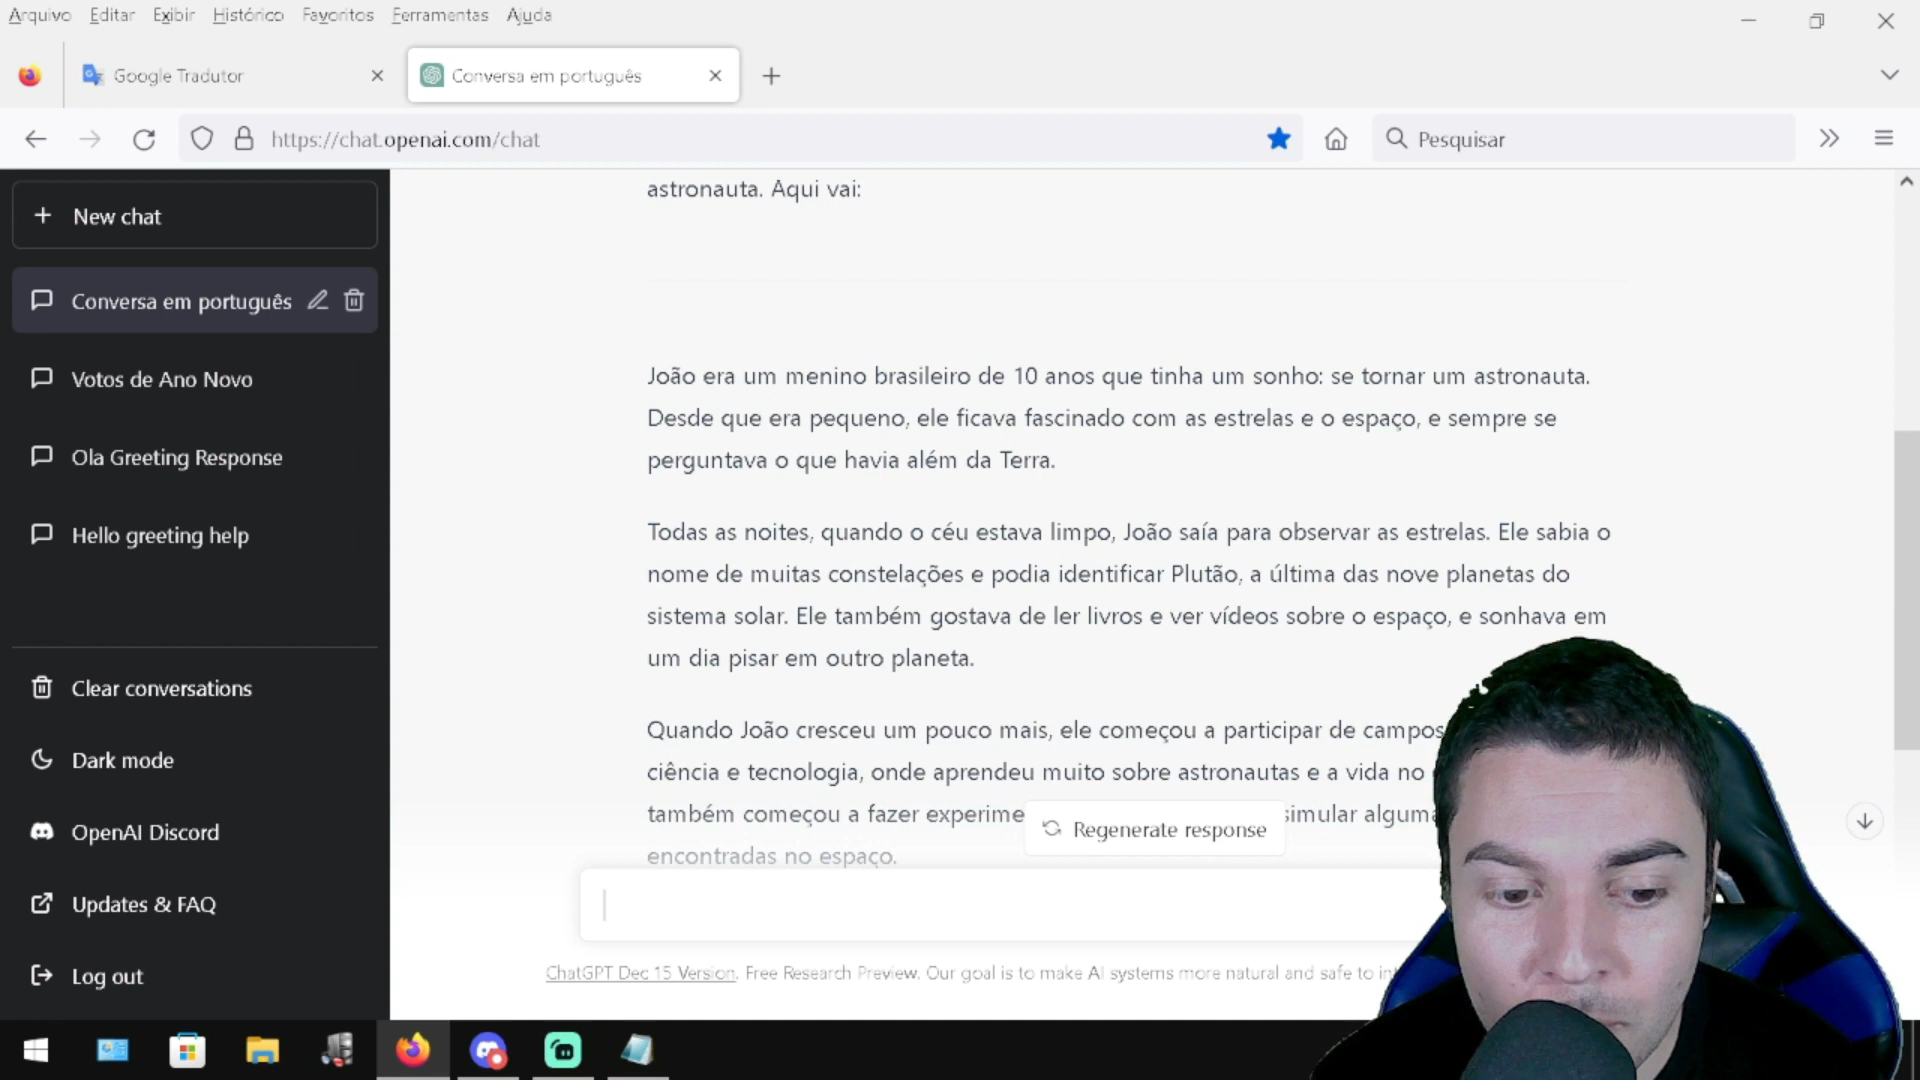 Arquivo Editar Exibir Histórico Favoritos Ferramentas Ajuda
Google Tradutor
Conversa em português
https://chat.openai.com/chat
Pesquisar
New chat
Conversa em português
Votos de Ano Novo
Ola Greeting Response
Hello greeting help
Clear conversations
Dark mode
OpenAI Discord
Updates & FAQ
Log out
astronauta. Aqui vai:
João era um menino brasileiro de 10 anos que tinha um sonho: se tornar um astronauta.
Desde que era pequeno, ele ficava fascinado com as estrelas e o espaço, e sempre se
perguntava o que havia além da Terra.
Todas as noites, quando o céu estava limpo, João saía para observar as estrelas. Ele sabia o
nome de muitas constelações e podia identificar Plutão, a última das nove planetas do
sistema solar. Ele também gostava de ler livros e ver vídeos sobre o espaço, e sonhava em
um dia pisar em outro planeta.
Quando João cresceu um pouco mais, ele começou a participar de campos
ciência e tecnologia, onde aprendeu muito sobre astronautas e a vida no
também começou a fazer simular
encontradas no espaço.
Regenerate response
ChatGPT Dec 15 Version. Free Research Preview. Our goal is to make AI systems more natural and safe to